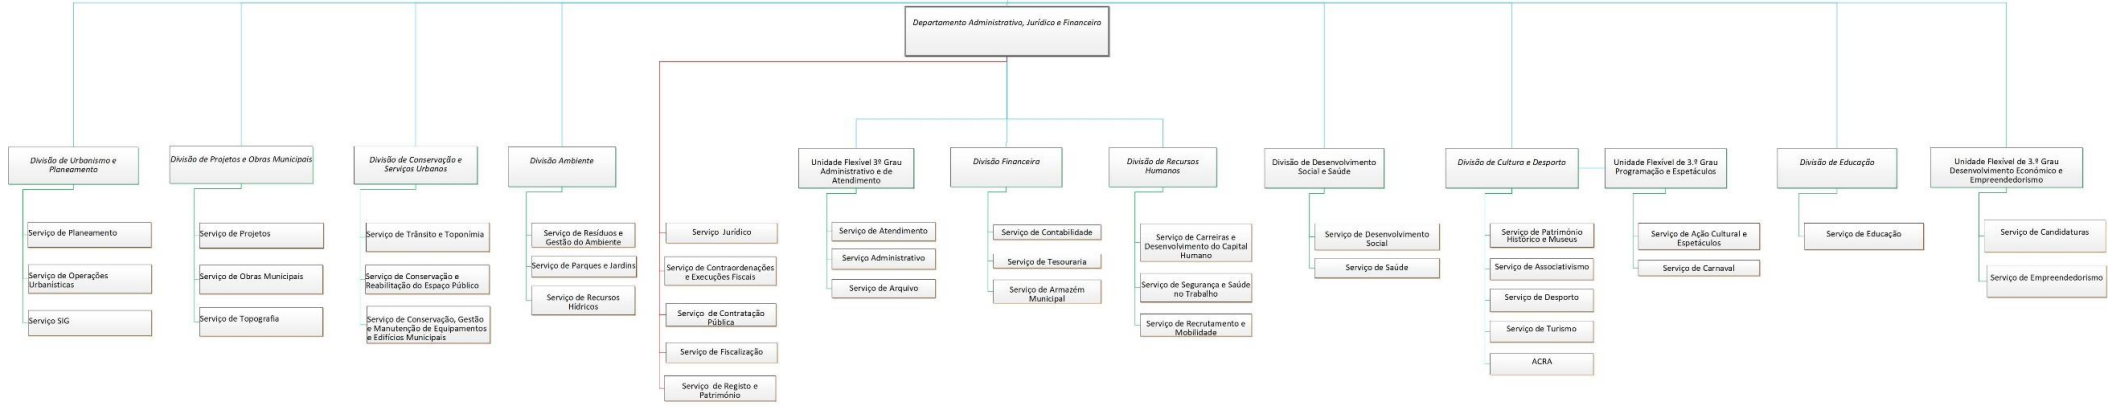 Departamento Administrativo, Jurídico e Financeiro
Divisão de Urbanismo e
Planeamento
Serviço de Planeamento
Serviço de Operações
Urbanísticas
Serviço SIG
Divisão de Projetos e Obras Municipais
Serviço de Projetos
Serviço de Obras Municipais
Serviço de Topografia
Divisão de Conservação e
Serviços Urbanos
Serviço de Trânsito e Toponímia
Serviço de Conservação e
Reabilitação do Espaço Público
Serviço de Conservação, Gestão
e Manutenção de Equipamentos
e Edifícios Municipais
Divisão Ambiente
Serviço de Resíduos e
Gestão do Ambiente
Serviço de Parques e Jardins
Serviço de Recursos
Hídricos
Serviço Jurídico
Serviço de Contraordenações
e Execuções Fiscais
Serviço de Contratação
Pública
Serviço de Fiscalização
Serviço de Registo e
Património
Unidade Flexível 3º Grau
Administrativo e de
Atendimento
Serviço de Atendimento
Serviço Administrativo
Serviço de Arquivo
Divisão Financeira
Serviço de Contabilidade
Serviço de Tesouraria
Serviço de Armazém
Municipal
Divisão de Recursos
Humanos
Serviço de Carreiras e
Desenvolvimento do Capital
Humano
Serviço de Segurança e Saúde
no Trabalho
Serviço de Recrutamento e
Mobilidade
Divisão de Desenvolvimento
Social e Saúde
Serviço de Desenvolvimento
Social
Serviço de Saúde
Divisão de Cultura e Desporto
Serviço de Património
Histórico e Museus
Serviço de Associativismo
Serviço de Desporto
Serviço de Turismo
ACRA
Unidade Flexível de 3.º Grau
Programação e Espetáculos
Serviço de Ação Cultural e
Espetáculos
Serviço de Carnaval
Divisão de Educação
Serviço de Educação
Unidade Flexível de 3.º Grau
Desenvolvimento Económico e
Empreendedorismo
Serviço de Candidaturas
Serviço de Empreendedorismo